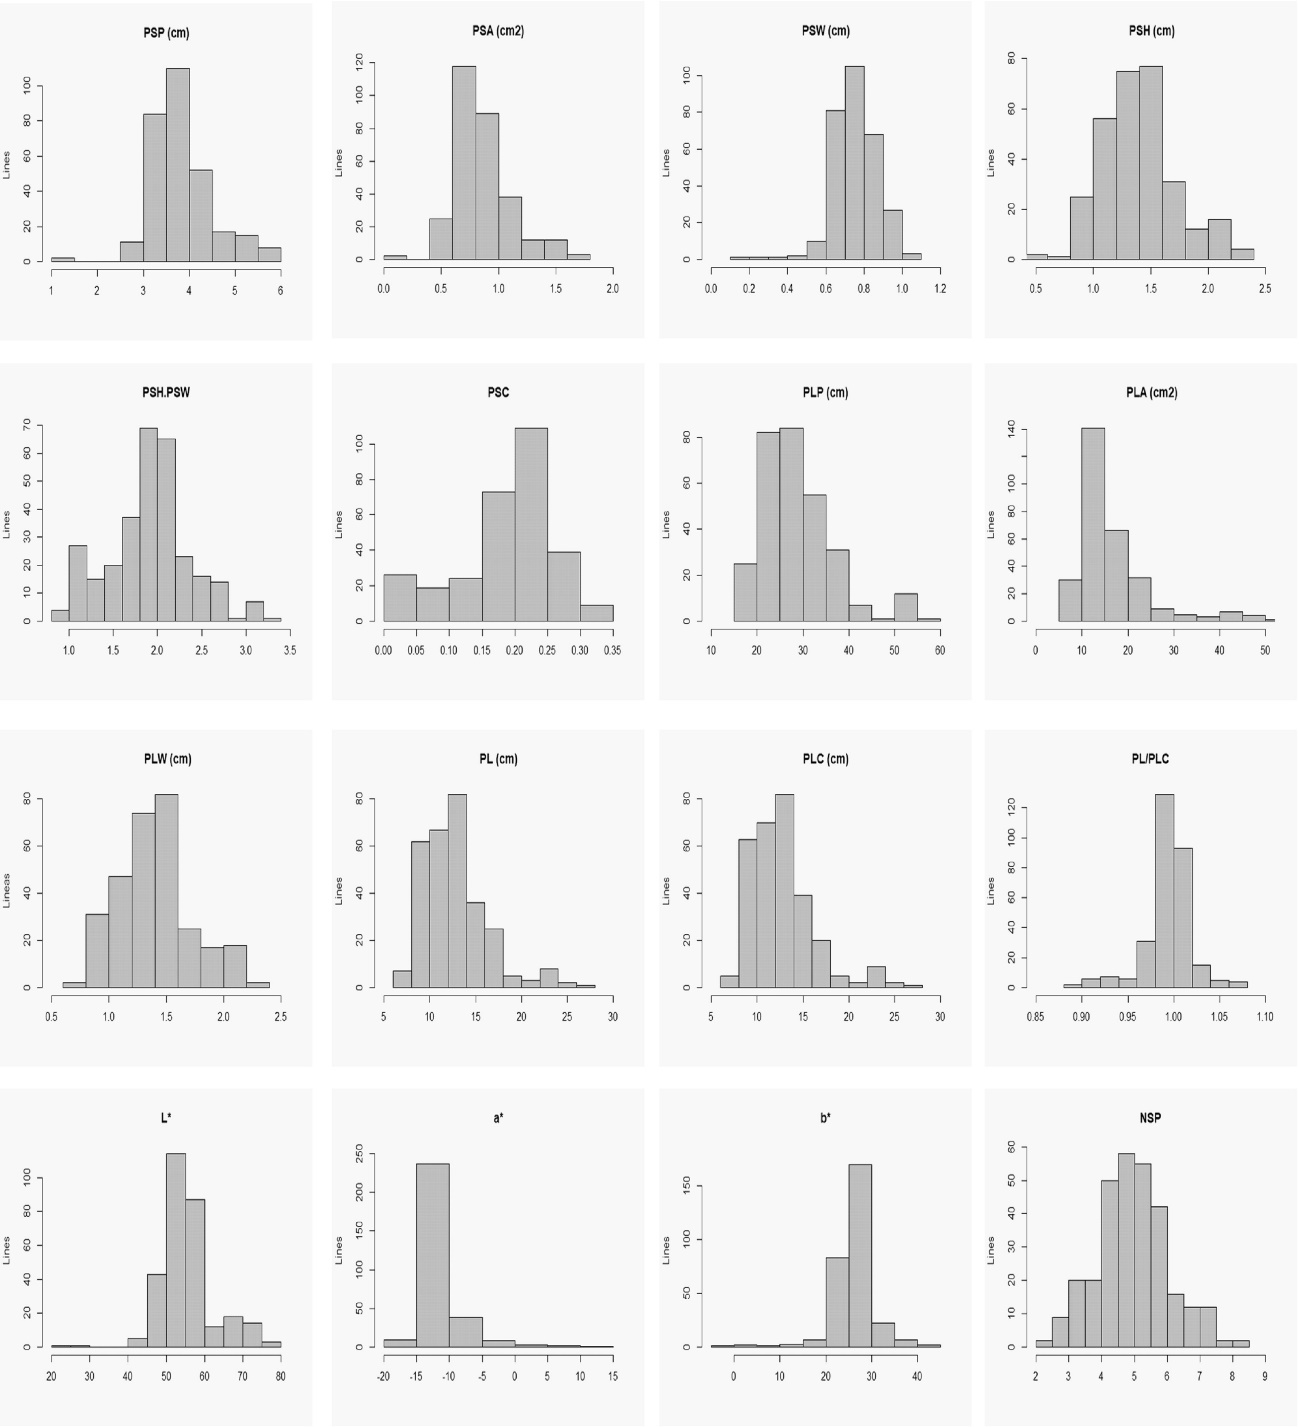 PSP (cm)
Lines
0 20 40 60 80 100
1 2 3 4 5 6
PSA (cm2)
Lines
0 20 40 60 80 100 120
0.0 0.5 1.0 1.5 2.0
PSW (cm)
Lines
0 20 40 60 80 100
0.0 0.2 0.4 0.6 0.8 1.0 1.2
PSH (cm)
Lines
0 20 40 60 80
0.5 1.0 1.5 2.0 2.5
PSH.PSW
Lines
0 10 20 30 40 50 60 70
1.0 1.5 2.0 2.5 3.0 3.5
PSC
Lines
0 20 40 60 80 100
0.00 0.05 0.10 0.15 0.20 0.25 0.30 0.35
PLP (cm)
Lines
0 20 40 60 80
10 20 30 40 50 60
PLA (cm2)
Lines
0 20 40 60 80 100 140
0 10 20 30 40 50
PLW (cm)
Lineas
0 20 40 60 80
0.5 1.0 1.5 2.0 2.5
PL (cm)
Lines
0 20 40 60 80
5 10 15 20 25 30
PLC (cm)
Lines
0 20 40 60 80
5 10 15 20 25 30
PL/PLC
Lines
0 20 40 60 80 100 120
0.85 0.90 0.95 1.00 1.05 1.10
L*
Lines
0 20 40 60 80 100
20 30 40 50 60 70 80
a*
Lines
0 50 100 150 200 250
-20 -15 -10 -5 0 5 10 15
b*
Lines
0 50 100 150
0 10 20 30 40
NSP
Lines
0 10 20 30 40 50 60
2 3 4 5 6 7 8 9